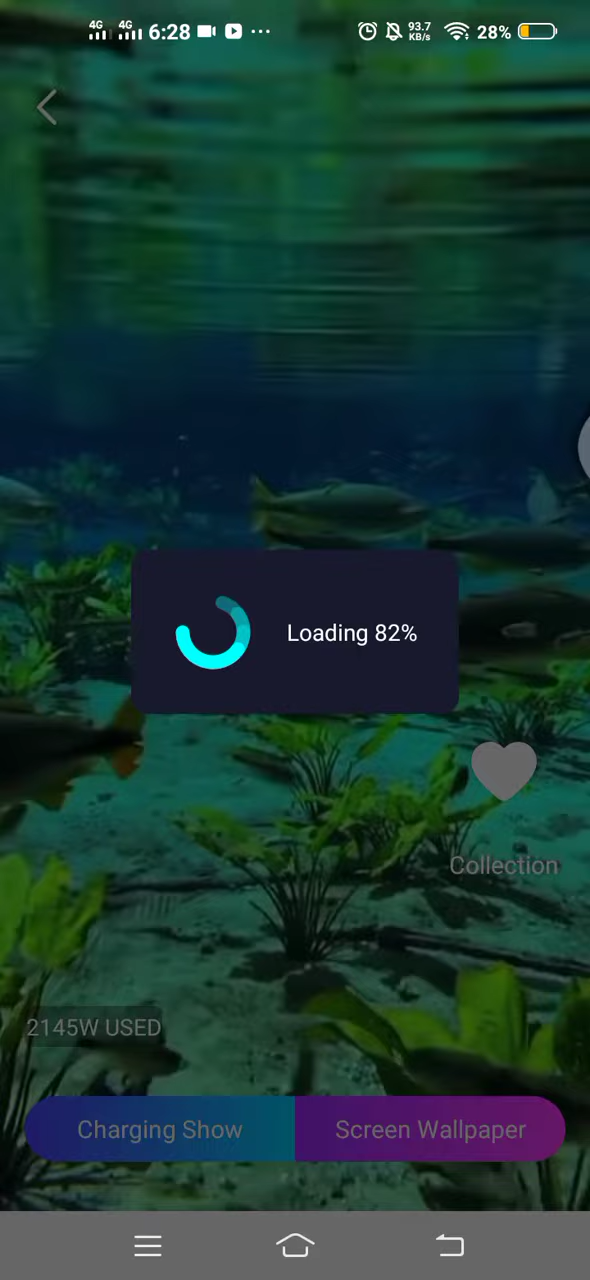 4G 4G 6:28 ... 93.7 KB/s 28%
Loading 82%
Collection
2145W USED
Charging Show Screen Wallpaper